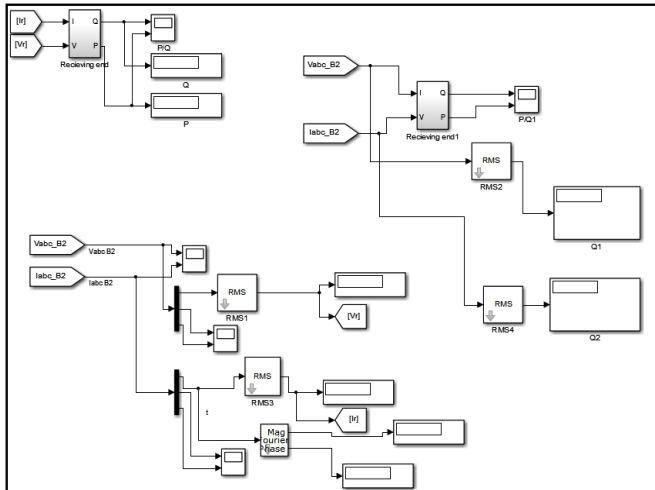 [Ir]
I
Q
[Vr]
V
P
P/Q
Recieving end
Q
P
Vabc_B2
I
Q
Iabc_B2
V
P
P/Q1
Recieving end1
RMS
RMS2
Q1
Vabc_B2
Vabc B2
Iabc_B2
Iabc B2
RMS
RMS1
[Vr]
RMS
RMS4
Q2
RMS
RMS3
[Ir]
t
Mag
ourier
hase